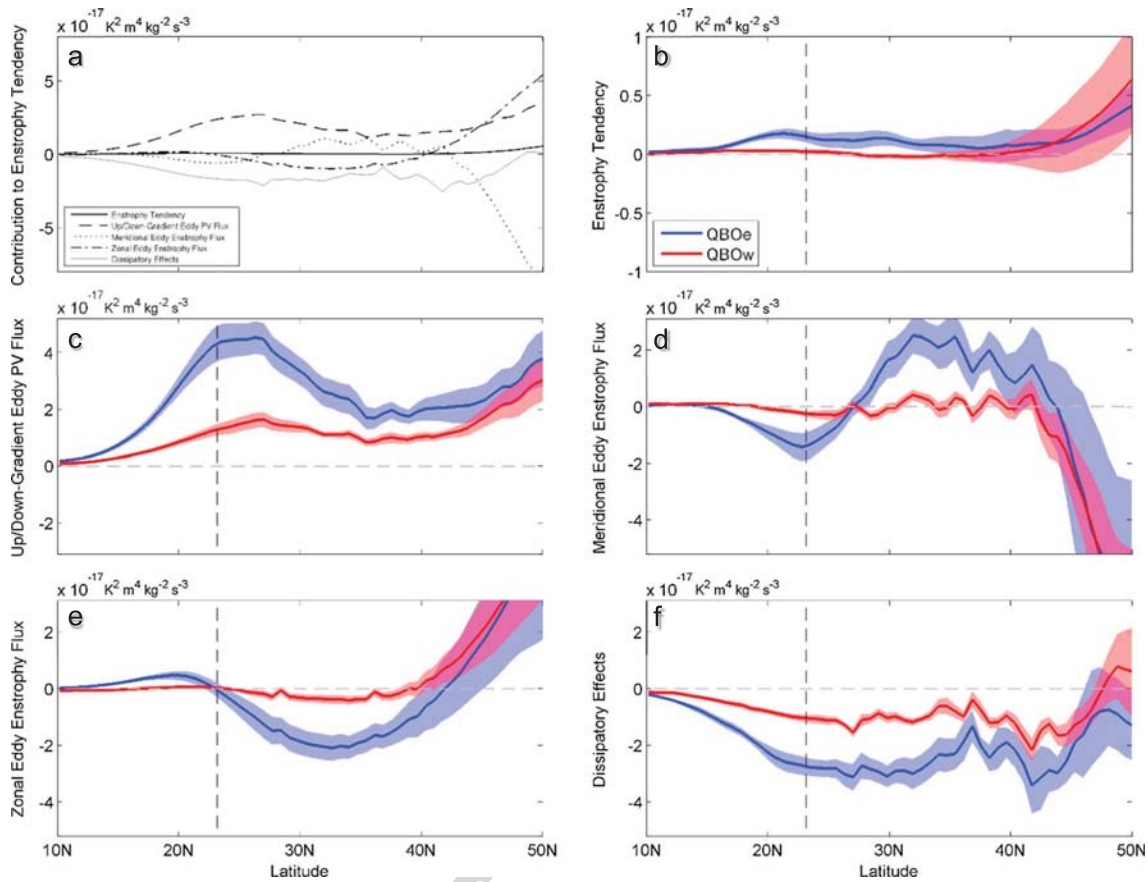 x 10^-17 K^2 m^4 kg^-2 s^-3
a
Contribution to Enstrophy Tendency
5
0
-5
Enstrophy Tendency
Up/Down-Gradient Eddy PV Flux
Meridional Eddy Enstrophy Flux
Zonal Eddy Enstrophy Flux
Dissipatory Effects
x 10^-17 K^2 m^4 kg^-2 s^-3
b
Enstrophy Tendency
1
0.5
0
-0.5
-1
QBOe
QBOw
x 10^-17 K^2 m^4 kg^-2 s^-3
c
Up/Down-Gradient Eddy PV Flux
4
2
0
-2
x 10^-17 K^2 m^4 kg^-2 s^-3
d
Meridional Eddy Enstrophy Flux
2
0
-2
-4
x 10^-17 K^2 m^4 kg^-2 s^-3
e
Zonal Eddy Enstrophy Flux
2
0
-2
-4
10N 20N 30N 40N 50N
Latitude
x 10^-17 K^2 m^4 kg^-2 s^-3
f
Dissipatory Effects
2
0
-2
-4
10N 20N 30N 40N 50N
Latitude